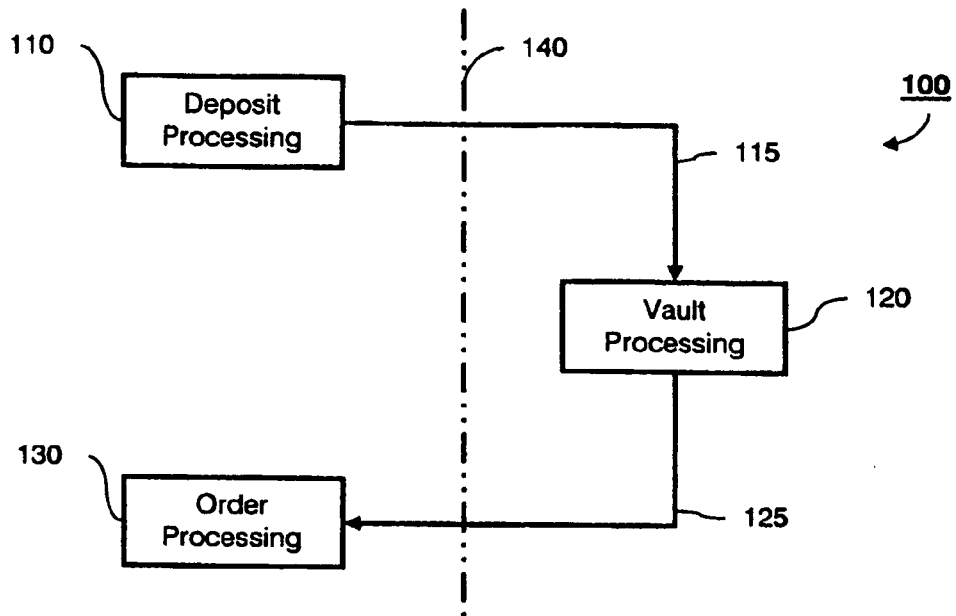 110
140
100
Deposit
Processing
115
Vault
Processing
120
130
Order
Processing
125